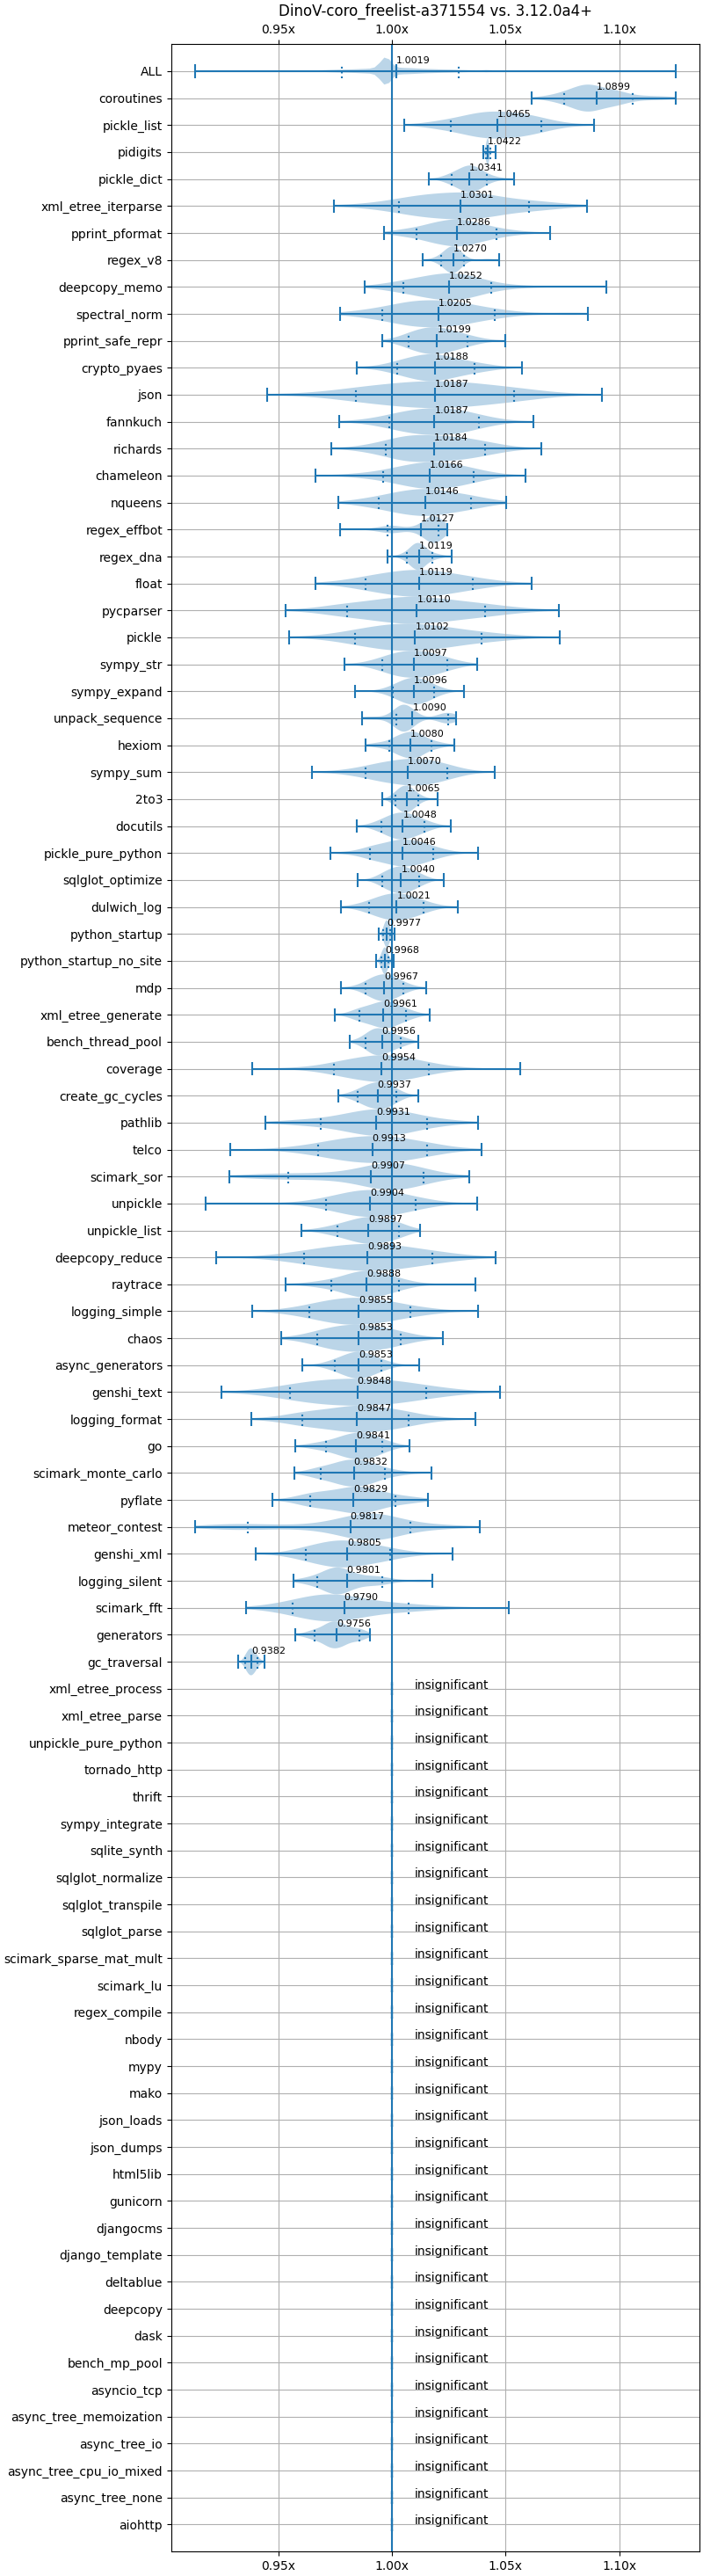 DinoV-coro_freelist-a371554 vs. 3.12.0a4+
0.95x 1.00x 1.05x 1.10x
ALL 1.0019
coroutines 1.0899
pickle_list 1.0465
pidigits 1.0422
pickle_dict 1.0341
xml_etree_iterparse 1.0301
pprint_pformat 1.0286
regex_v8 1.0270
deepcopy_memo 1.0252
spectral_norm 1.0205
pprint_safe_repr 1.0199
crypto_pyaes 1.0188
json 1.0187
fannkuch 1.0187
richards 1.0184
chameleon 1.0166
nqueens 1.0146
regex_effbot 1.0127
regex_dna 1.0119
float 1.0119
pycparser 1.0110
pickle 1.0102
sympy_str 1.0097
sympy_expand 1.0096
unpack_sequence 1.0090
hexiom 1.0080
sympy_sum 1.0070
2to3 1.0065
docutils 1.0048
pickle_pure_python 1.0046
sqlglot_optimize 1.0040
dulwich_log 1.0021
python_startup 0.9977
python_startup_no_site 0.9968
mdp 0.9967
xml_etree_generate 0.9961
bench_thread_pool 0.9956
coverage 0.9954
create_gc_cycles 0.9937
pathlib 0.9931
telco 0.9913
scimark_sor 0.9907
unpickle 0.9904
unpickle_list 0.9897
deepcopy_reduce 0.9893
raytrace 0.9888
logging_simple 0.9855
chaos 0.9853
async_generators 0.9853
genshi_text 0.9848
logging_format 0.9847
go 0.9841
scimark_monte_carlo 0.9832
pyflate 0.9829
meteor_contest 0.9817
genshi_xml 0.9805
logging_silent 0.9801
scimark_fft 0.9790
generators 0.9756
gc_traversal 0.9382
xml_etree_process insignificant
xml_etree_parse insignificant
unpickle_pure_python insignificant
tornado_http insignificant
thrift insignificant
sympy_integrate insignificant
sqlite_synth insignificant
sqlglot_normalize insignificant
sqlglot_transpile insignificant
sqlglot_parse insignificant
scimark_sparse_mat_mult insignificant
scimark_lu insignificant
regex_compile insignificant
nbody insignificant
mypy insignificant
mako insignificant
json_loads insignificant
json_dumps insignificant
html5lib insignificant
gunicorn insignificant
djangocms insignificant
django_template insignificant
deltablue insignificant
deepcopy insignificant
dask insignificant
bench_mp_pool insignificant
asyncio_tcp insignificant
async_tree_memoization insignificant
async_tree_io insignificant
async_tree_cpu_io_mixed insignificant
async_tree_none insignificant
aiohttp insignificant
0.95x 1.00x 1.05x 1.10x